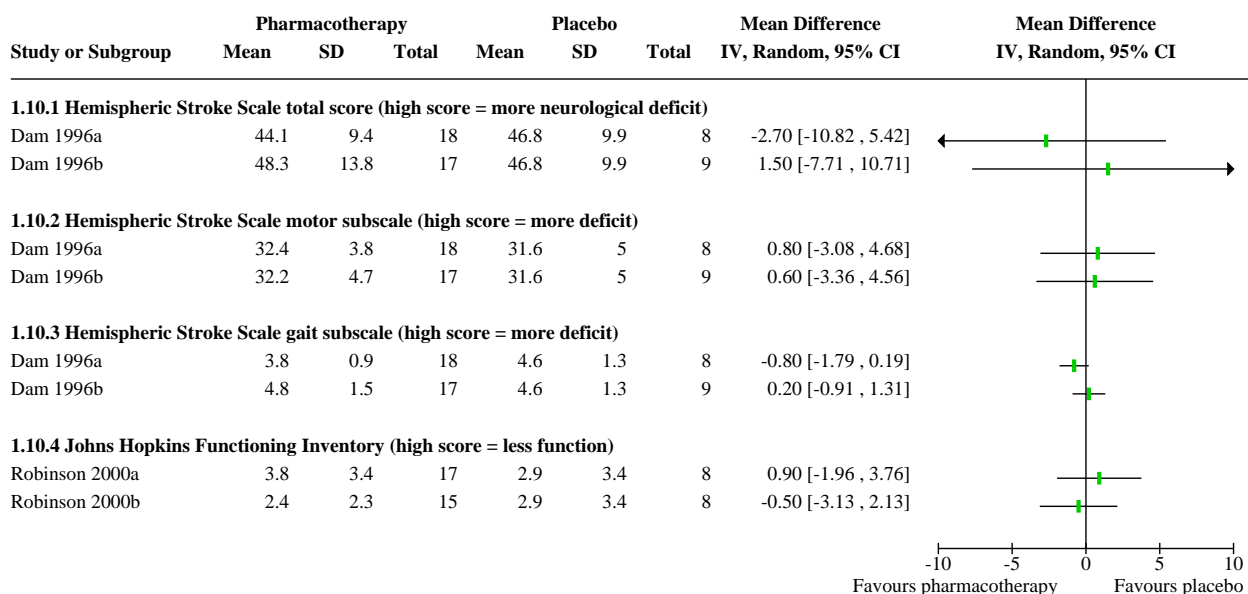 Pharmacotherapy Placebo Mean Difference Mean Difference
Study or Subgroup Mean SD Total Mean SD Total IV, Random, 95% CI IV, Random, 95% CI
1.10.1 Hemispheric Stroke Scale total score (high score = more neurological deficit)
Dam 1996a 44.1 9.4 18 46.8 9.9 8 -2.70 [-10.82 , 5.42]
Dam 1996b 48.3 13.8 17 46.8 9.9 9 1.50 [-7.71 , 10.71]
1.10.2 Hemispheric Stroke Scale motor subscale (high score = more deficit)
Dam 1996a 32.4 3.8 18 31.6 5 8 0.80 [-3.08 , 4.68]
Dam 1996b 32.2 4.7 17 31.6 5 9 0.60 [-3.36 , 4.56]
1.10.3 Hemispheric Stroke Scale gait subscale (high score = more deficit)
Dam 1996a 3.8 0.9 18 4.6 1.3 8 -0.80 [-1.79 , 0.19]
Dam 1996b 4.8 1.5 17 4.6 1.3 9 0.20 [-0.91 , 1.31]
1.10.4 Johns Hopkins Functioning Inventory (high score = less function)
Robinson 2000a 3.8 3.4 17 2.9 3.4 8 0.90 [-1.96 , 3.76]
Robinson 2000b 2.4 2.3 15 2.9 3.4 8 -0.50 [-3.13 , 2.13]
-10 -5 0 5 10
Favours pharmacotherapy Favours placebo